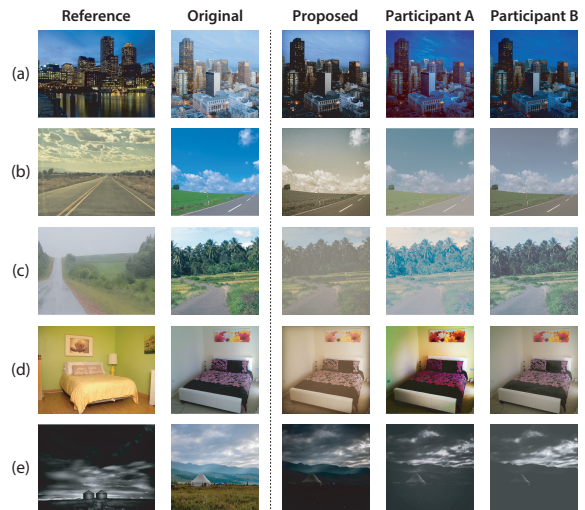 Reference Original Proposed Participant A Participant B
(a)
(b)
(c)
(d)
(e)